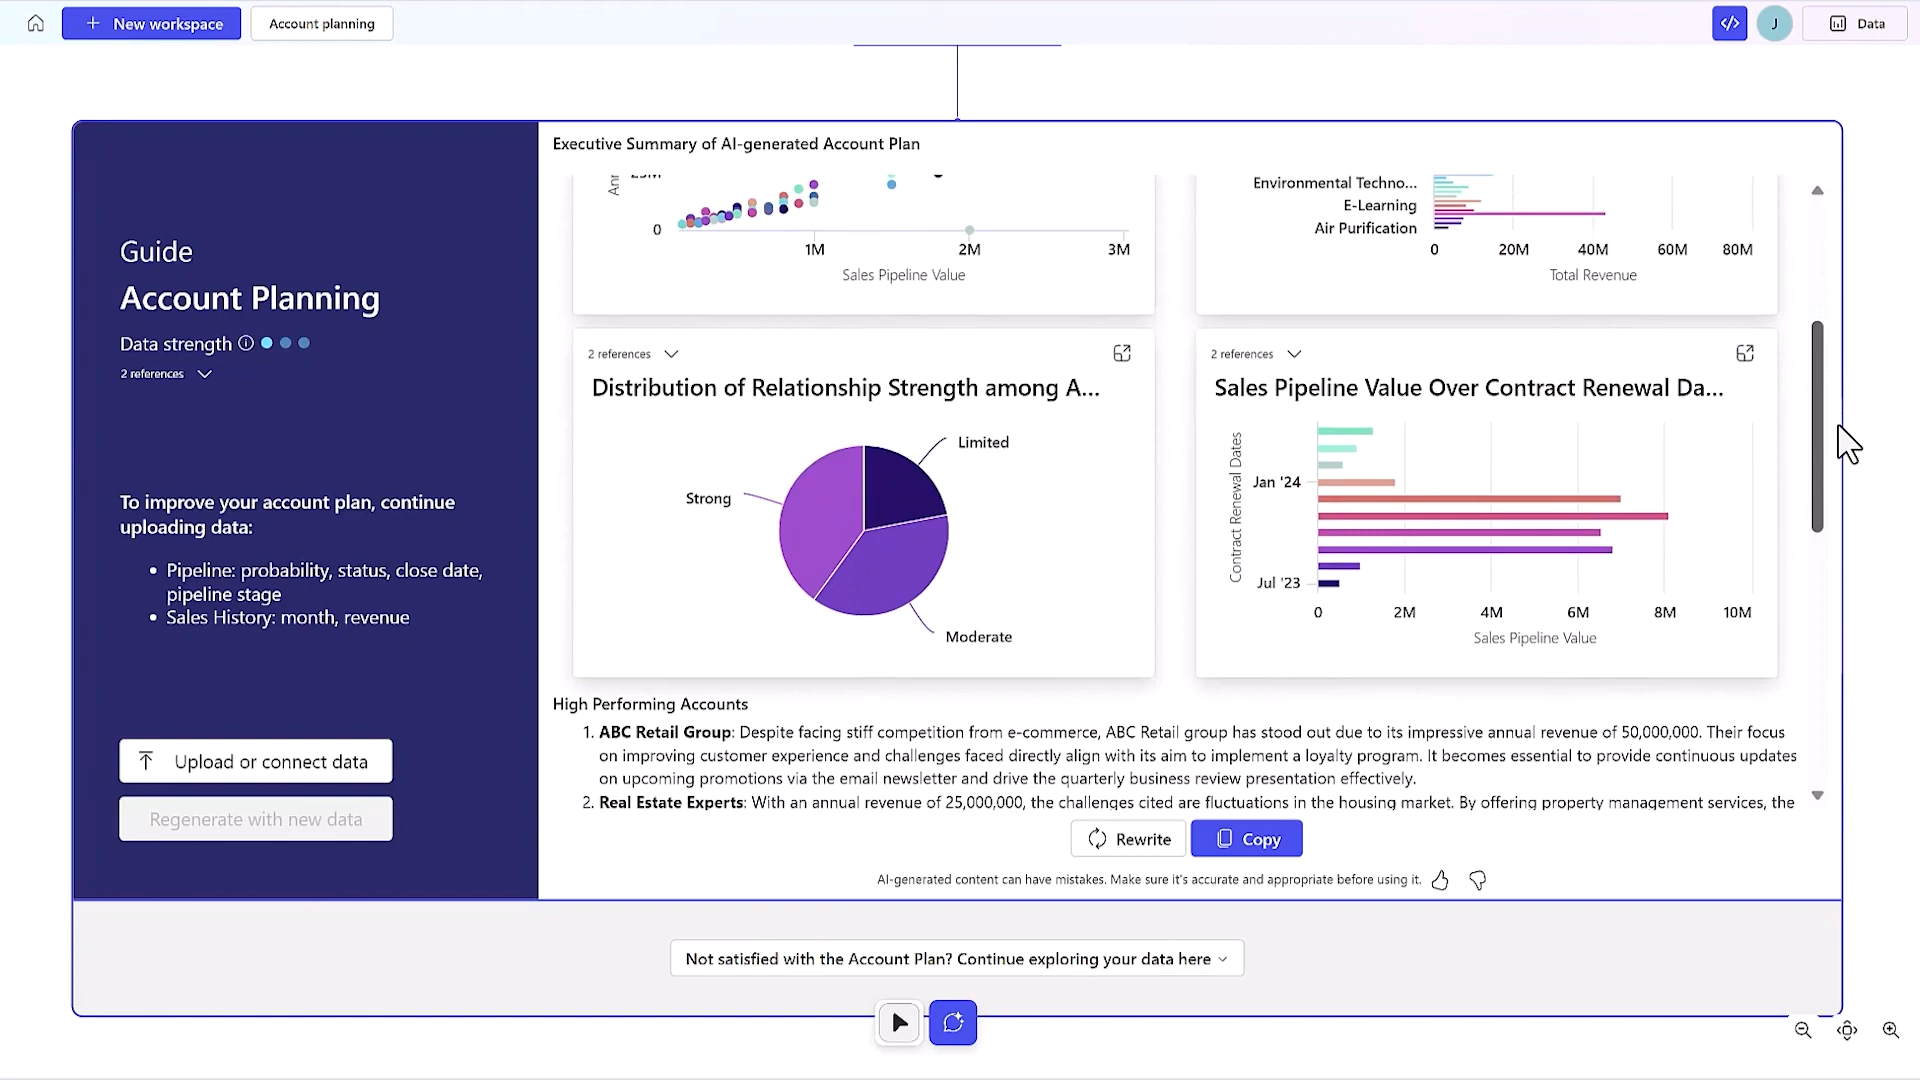 New workspace
Account planning
J
Data
Executive Summary of AI-generated Account Plan
Guide
Account Planning
Data strength
2 references
To improve your account plan, continue
uploading data:
• Pipeline: probability, status, close date,
pipeline stage
• Sales History: month, revenue
Upload or connect data
Regenerate with new data
0
1M
2M
3M
Sales Pipeline Value
Environmental Techno...
E-Learning
Air Purification
0
20M
40M
60M
80M
Total Revenue
2 references
Distribution of Relationship Strength among A...
Limited
Strong
Moderate
2 references
Sales Pipeline Value Over Contract Renewal Da...
Contract Renewal Dates
Jan '24
Jul '23
0
2M
4M
6M
8M
10M
Sales Pipeline Value
High Performing Accounts
1. ABC Retail Group: Despite facing stiff competition from e-commerce, ABC Retail group has stood out due to its impressive annual revenue of 50,000,000. Their focus
on improving customer experience and challenges faced directly align with its aim to implement a loyalty program. It becomes essential to provide continuous updates
on upcoming promotions via the email newsletter and drive the quarterly business review presentation effectively.
2. Real Estate Experts: With an annual revenue of 25,000,000, the challenges cited are fluctuations in the housing market. By offering property management services, the
Rewrite
Copy
AI-generated content can have mistakes. Make sure it's accurate and appropriate before using it.
Not satisfied with the Account Plan? Continue exploring your data here